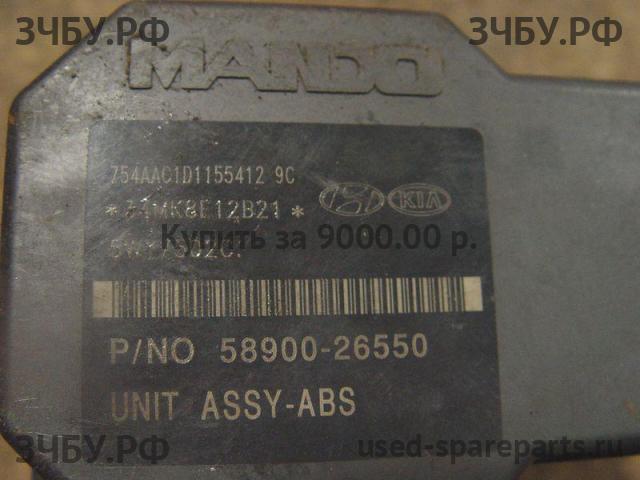 ЗЧБУ.РФ ЗЧБУ.РФ
MANDO
754AAC1D1155412 9C
KIA
Купить за 9000.00 р.
P/NO 58900-26550
UNIT ASSY-ABS
ЗЧБУ.РФ used-spareparts.ru